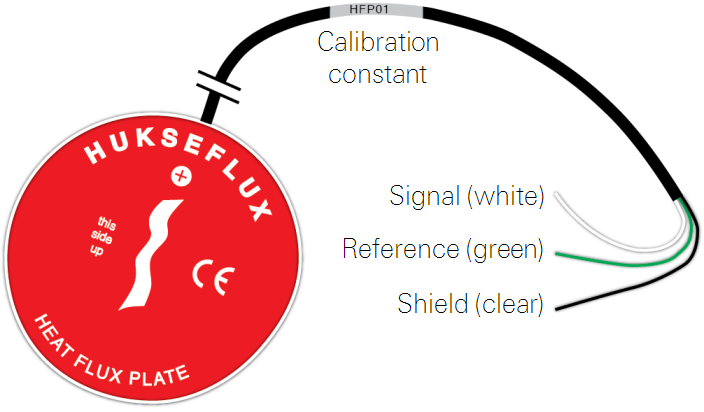 HFP01
Calibration
constant
HUKSEFLUX
+
this
side
up
CE
HEAT FLUX PLATE
Signal (white)
Reference (green)
Shield (clear)